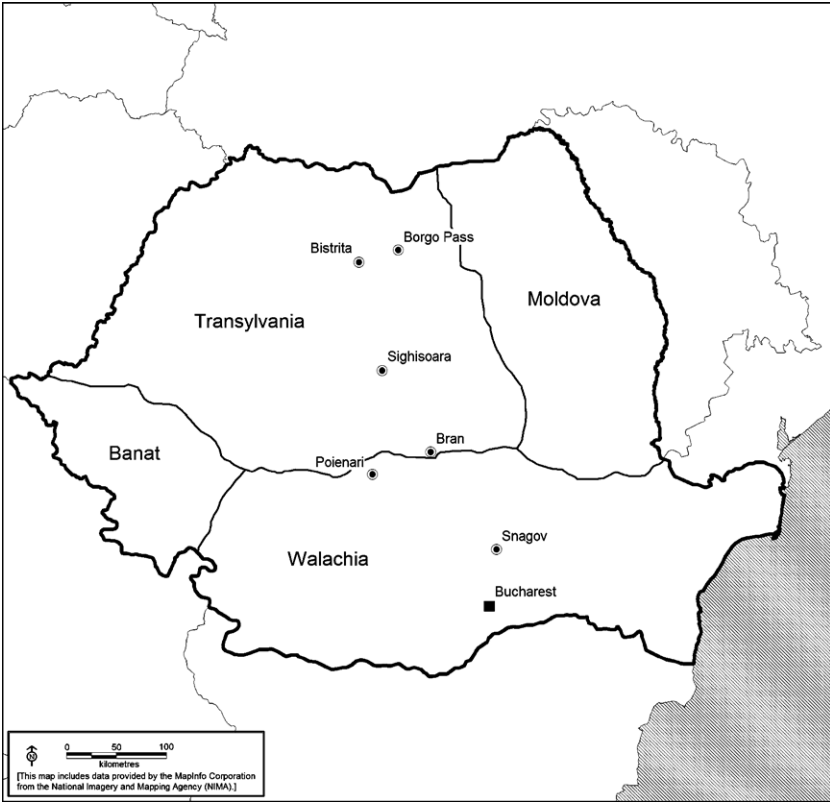 Borgo Pass
Bistrita
Moldova
Transylvania
Sighisoara
Bran
Banat
Poienari
Snagov
Walachia
Bucharest
0 50 100
N
kilometres
[This map includes data provided by the MapInfo Corporation
from the National Imagery and Mapping Agency (NIMA).]